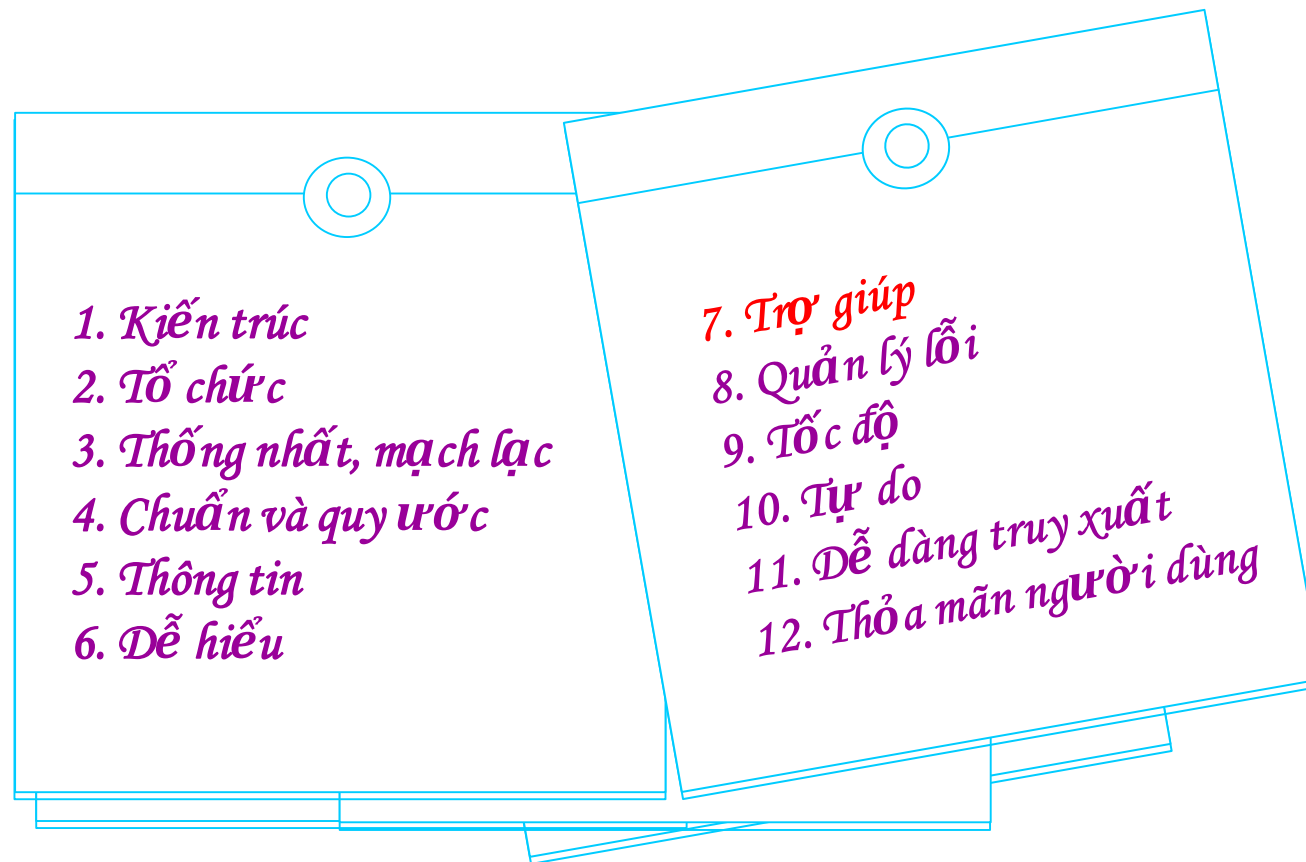 1. Kiến trúc
2. Tổ chức
3. Thống nhất, mạch lạc
4. Chuẩn và quy ước
5. Thông tin
6. Dễ hiểu
7. Trợ giúp
8. Quản lý lỗi
9. Tốc độ
10. Tự do
11. Dễ dàng truy xuất
12. Thỏa mãn người dùng